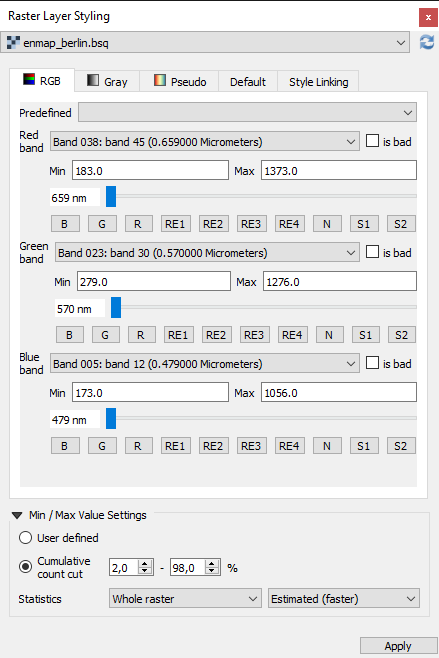 Raster Layer Styling
enmap_berlin.bsq
RGB Gray Pseudo Default Style Linking
Predefined
Red band Band 038: band 45 (0.659000 Micrometers) is bad
Min 183.0 Max 1373.0
659 nm
B G R RE1 RE2 RE3 RE4 N S1 S2
Green band Band 023: band 30 (0.570000 Micrometers) is bad
Min 279.0 Max 1276.0
570 nm
B G R RE1 RE2 RE3 RE4 N S1 S2
Blue band Band 005: band 12 (0.479000 Micrometers) is bad
Min 173.0 Max 1056.0
479 nm
B G R RE1 RE2 RE3 RE4 N S1 S2
Min / Max Value Settings
User defined
Cumulative count cut 2,0 - 98,0 %
Statistics Whole raster Estimated (faster)
Apply